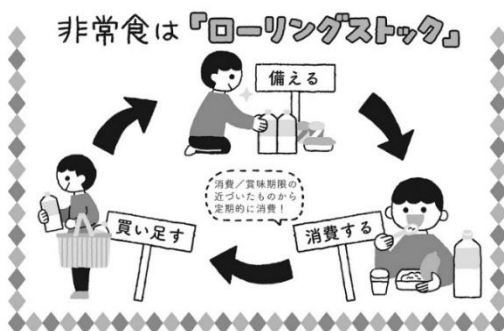 非常食は『ローリングストック』
備える
消費／賞味期限の
近づいたものから
定期的に消費！
買い足す
消費する